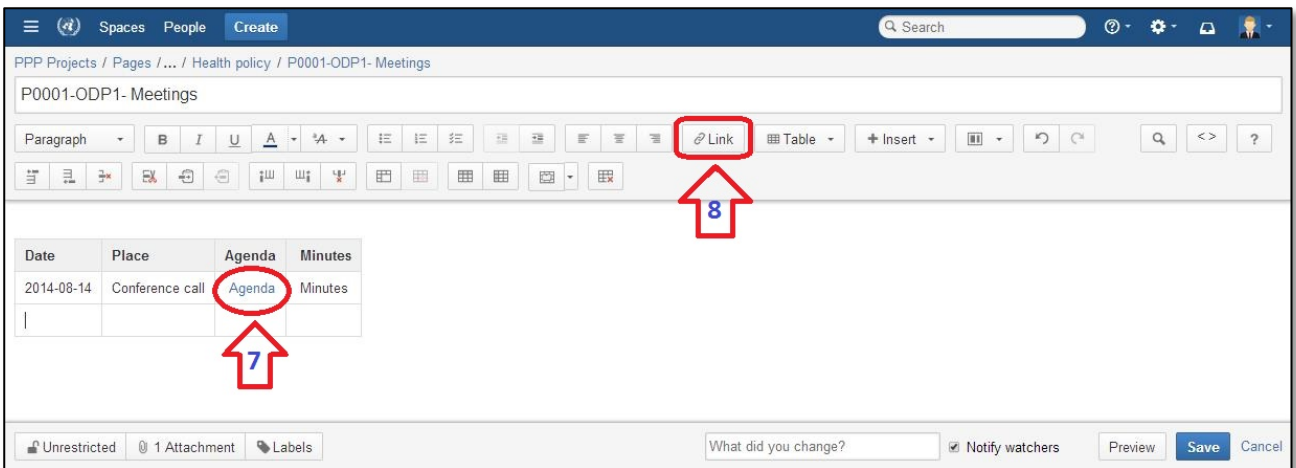 Spaces People Create Search
PPP Projects / Pages /... / Health policy / P0001-ODP1- Meetings
P0001-ODP1- Meetings
Paragraph B I U A Link Table + Insert < > ?
8
Date Place Agenda Minutes
2014-08-14 Conference call Agenda Minutes
7
Unrestricted 1 Attachment Labels What did you change? Notify watchers Preview Save Cancel